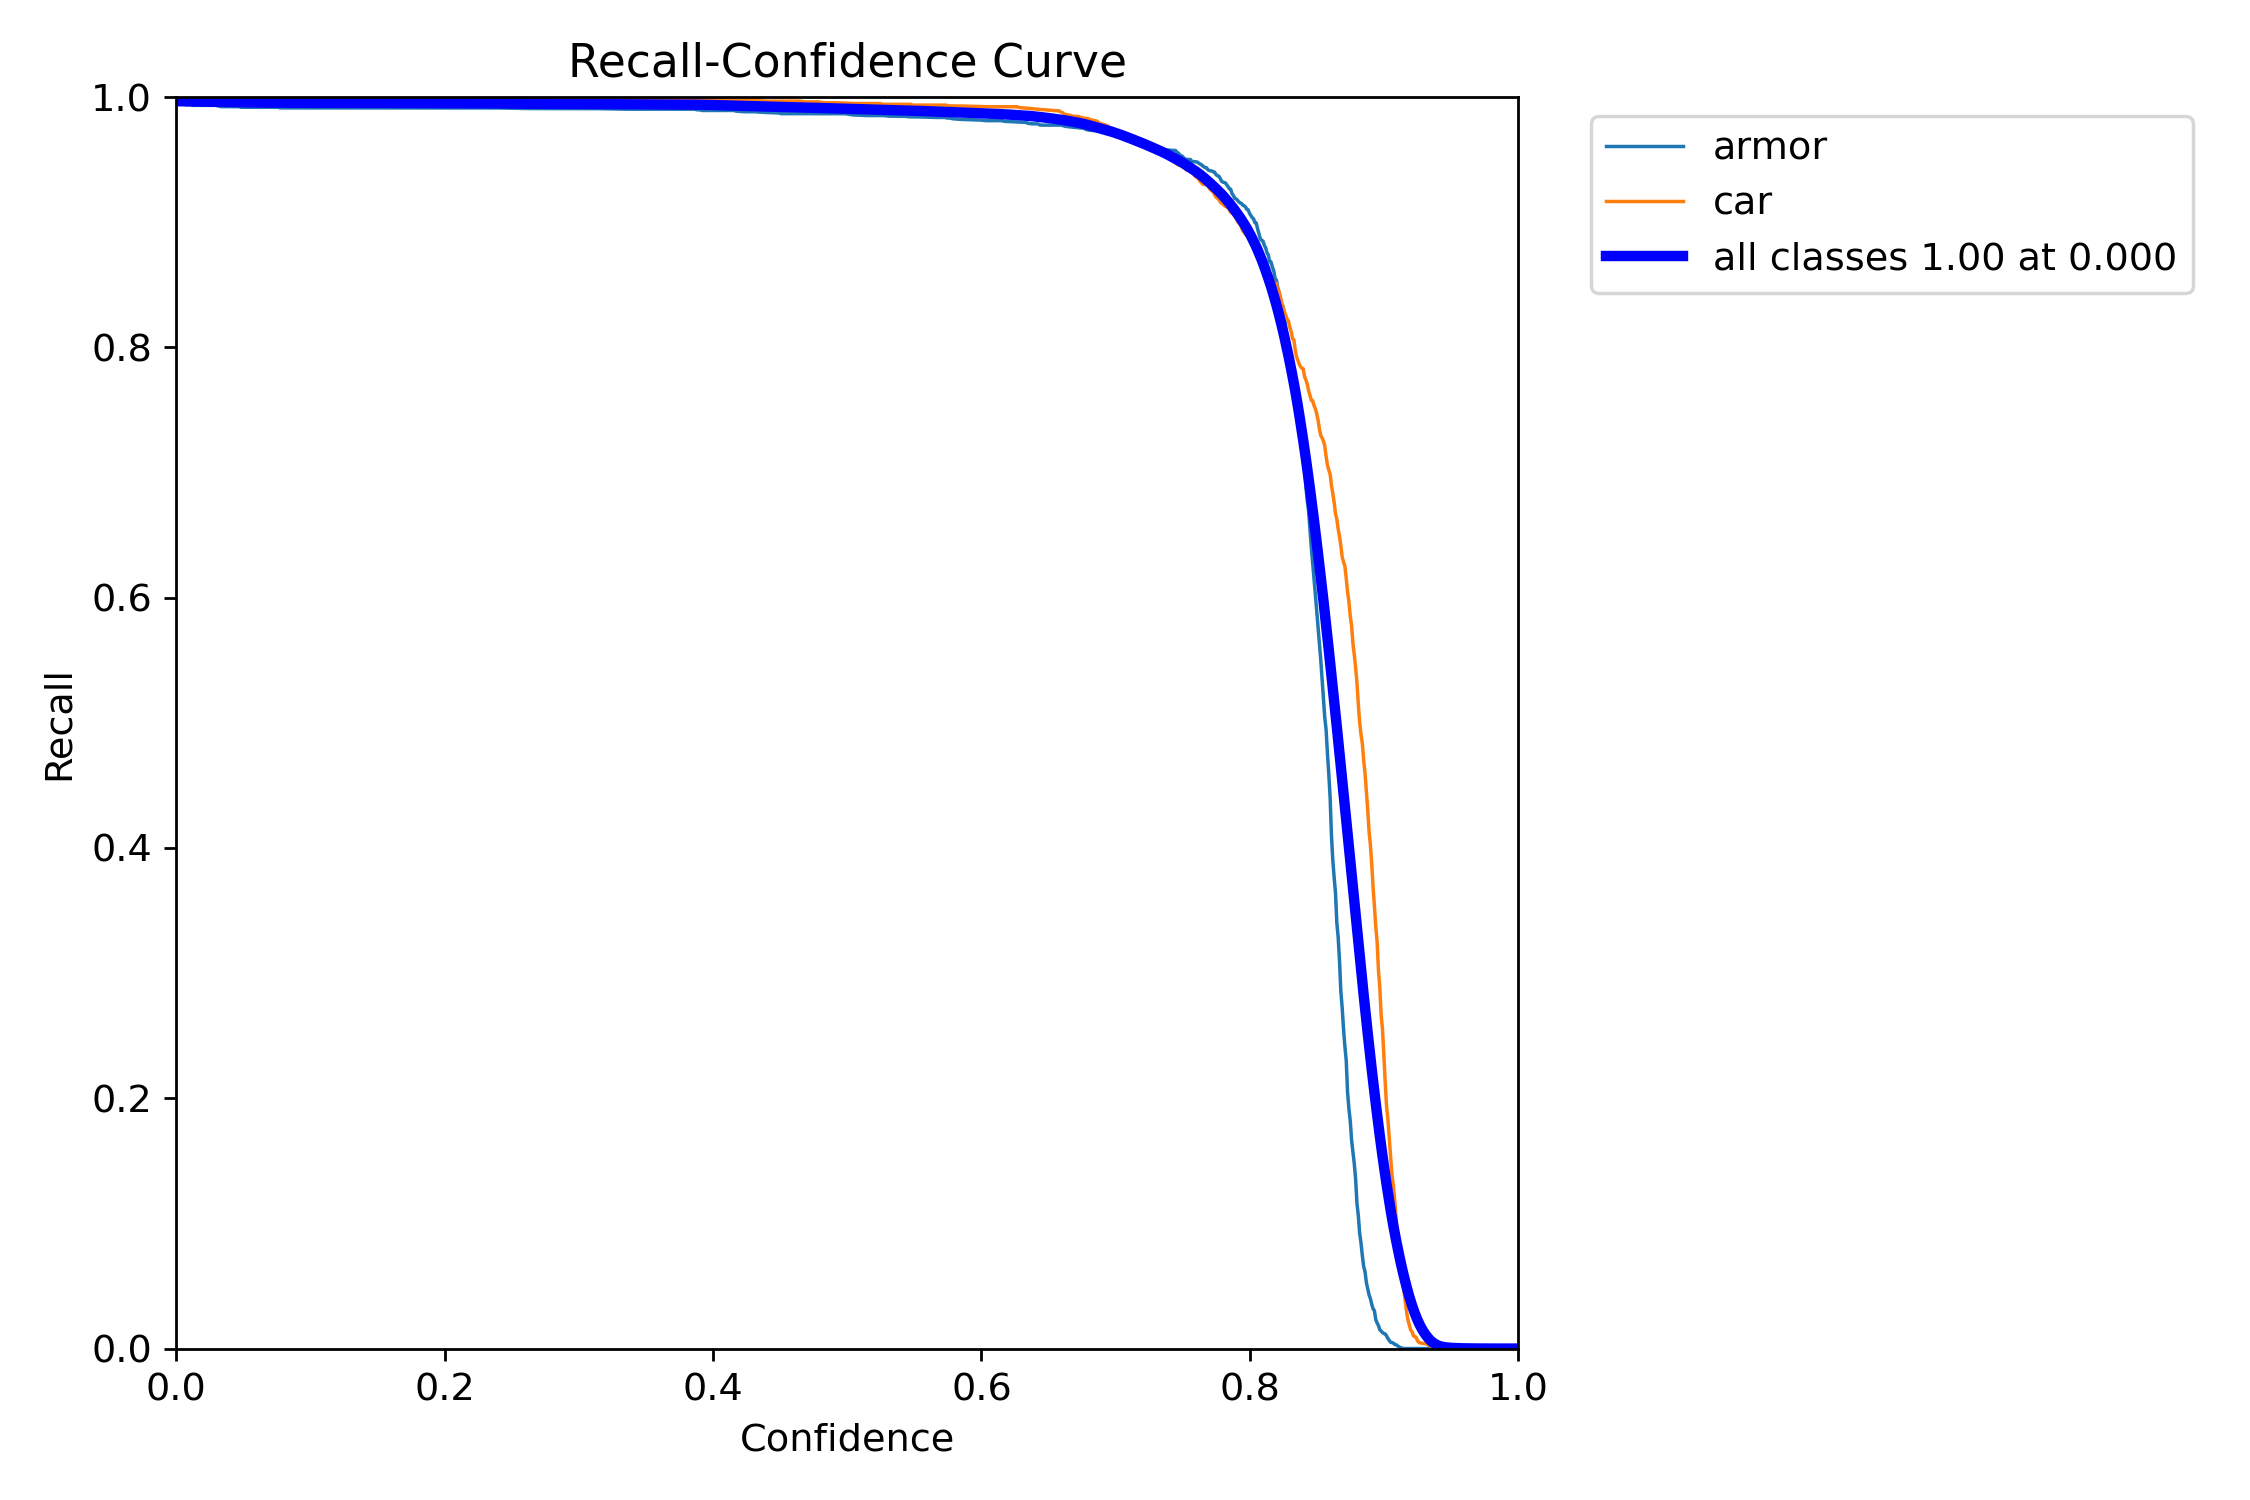 Recall-Confidence Curve
1.0
0.8
0.6
0.4
0.2
0.0
Recall
0.0 0.2 0.4 0.6 0.8 1.0
Confidence
armor
car
all classes 1.00 at 0.000